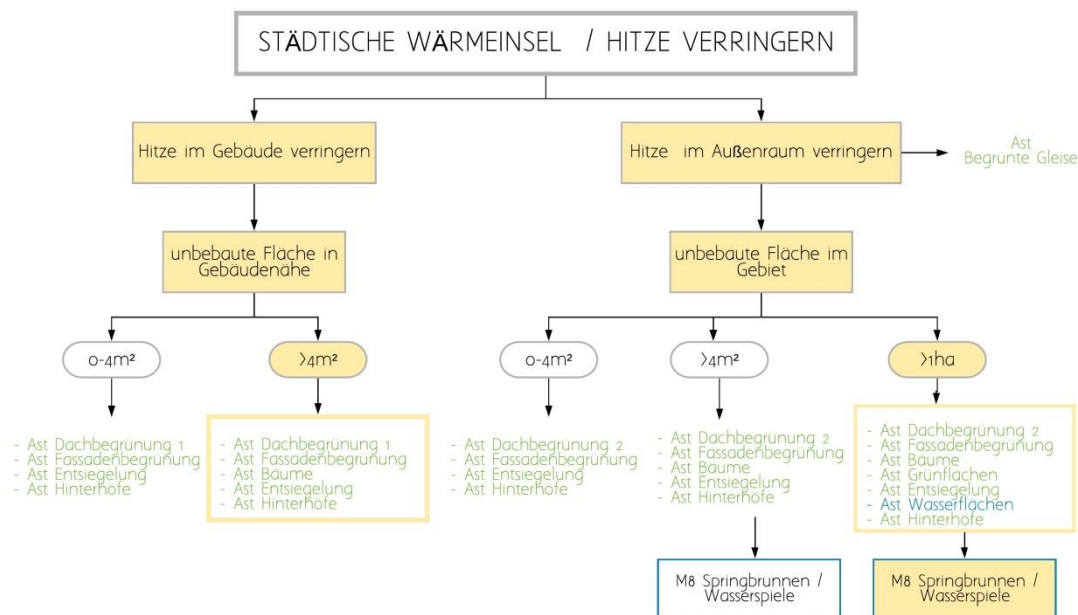 STÄDTISCHE WÄRMEINSEL / HITZE VERRINGERN
Hitze im Gebäude verringern
Hitze im Außenraum verringern
Ast
Begrünte Gleise
unbebaute Fläche in
Gebäudenähe
unbebaute Fläche im
Gebiet
0-4m²
>4m²
0-4m²
>4m²
>1ha
- Ast Dachbegrünung 1
- Ast Fassadenbegrünung
- Ast Entsiegelung
- Ast Hinterhöfe
- Ast Dachbegrünung 1
- Ast Fassadenbegrünung
- Ast Bäume
- Ast Entsiegelung
- Ast Hinterhöfe
- Ast Dachbegrünung 2
- Ast Fassadenbegrünung
- Ast Entsiegelung
- Ast Hinterhöfe
- Ast Dachbegrünung 2
- Ast Fassadenbegrünung
- Ast Bäume
- Ast Entsiegelung
- Ast Hinterhöfe
- Ast Dachbegrünung 2
- Ast Fassadenbegrünung
- Ast Bäume
- Ast Grünflächen
- Ast Entsiegelung
- Ast Wasserflächen
- Ast Hinterhöfe
M8 Springbrunnen /
Wasserspiele
M8 Springbrunnen /
Wasserspiele